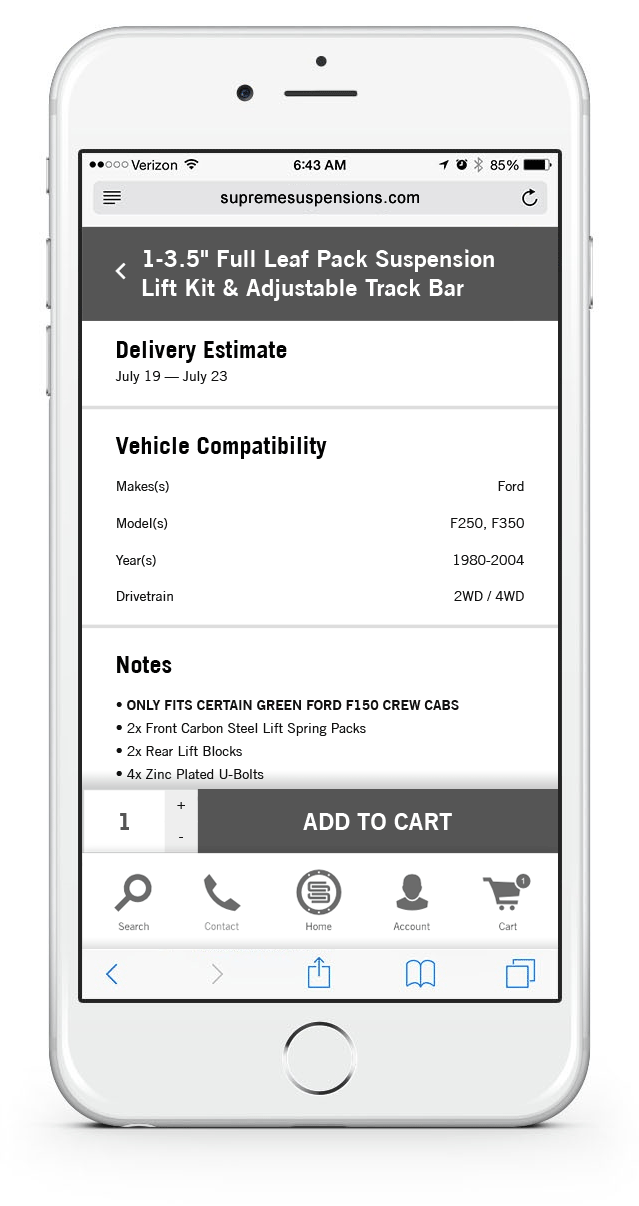 Verizon 6:43 AM 85%
supremesuspensions.com
1-3.5" Full Leaf Pack Suspension
Lift Kit & Adjustable Track Bar
Delivery Estimate
July 19 — July 23
Vehicle Compatibility
Makes(s) Ford
Model(s) F250, F350
Year(s) 1980-2004
Drivetrain 2WD / 4WD
Notes
• ONLY FITS CERTAIN GREEN FORD F150 CREW CABS
• 2x Front Carbon Steel Lift Spring Packs
• 2x Rear Lift Blocks
• 4x Zinc Plated U-Bolts
1 + - ADD TO CART
1
Search Contact Home Account Cart